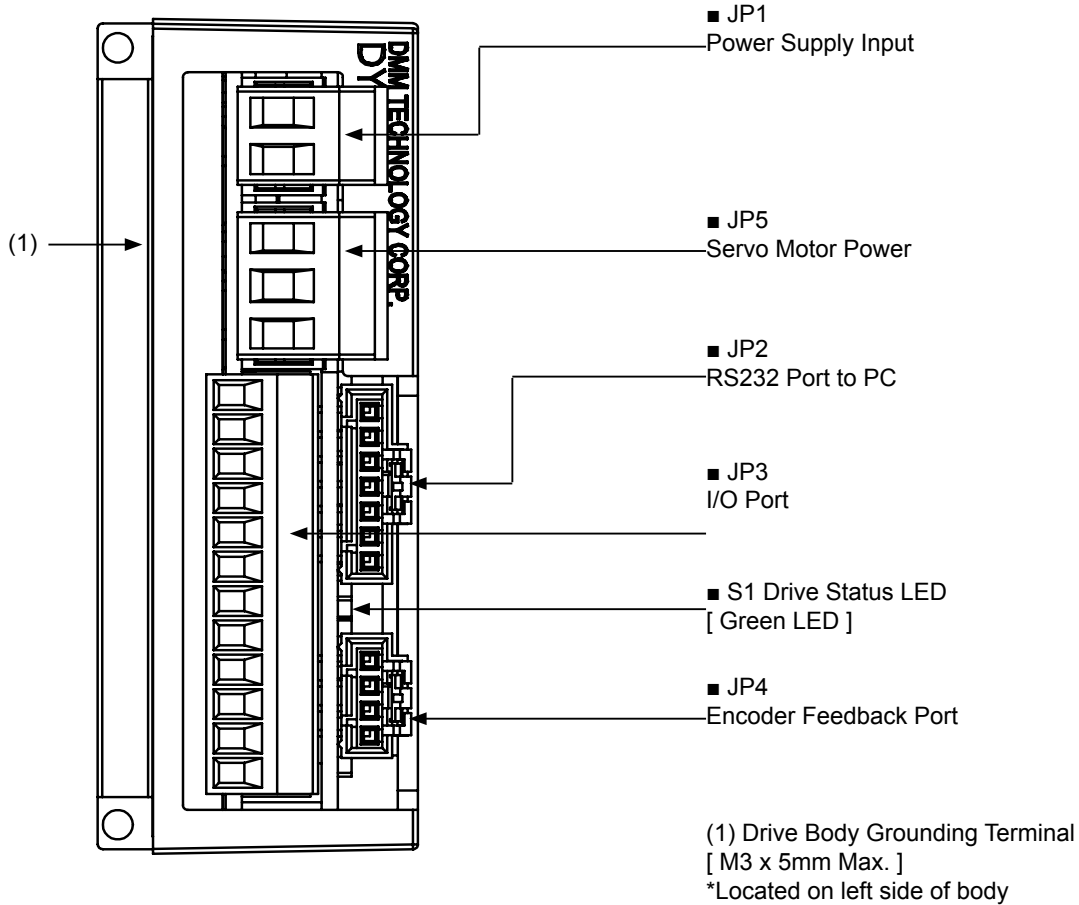 ■ JP1
Power Supply Input
DMM TECHNOLOGY CORP.
DY
(1)
■ JP5
Servo Motor Power
■ JP2
RS232 Port to PC
■ JP3
I/O Port
■ S1 Drive Status LED
[ Green LED ]
■ JP4
Encoder Feedback Port
(1) Drive Body Grounding Terminal
[ M3 x 5mm Max. ]
*Located on left side of body